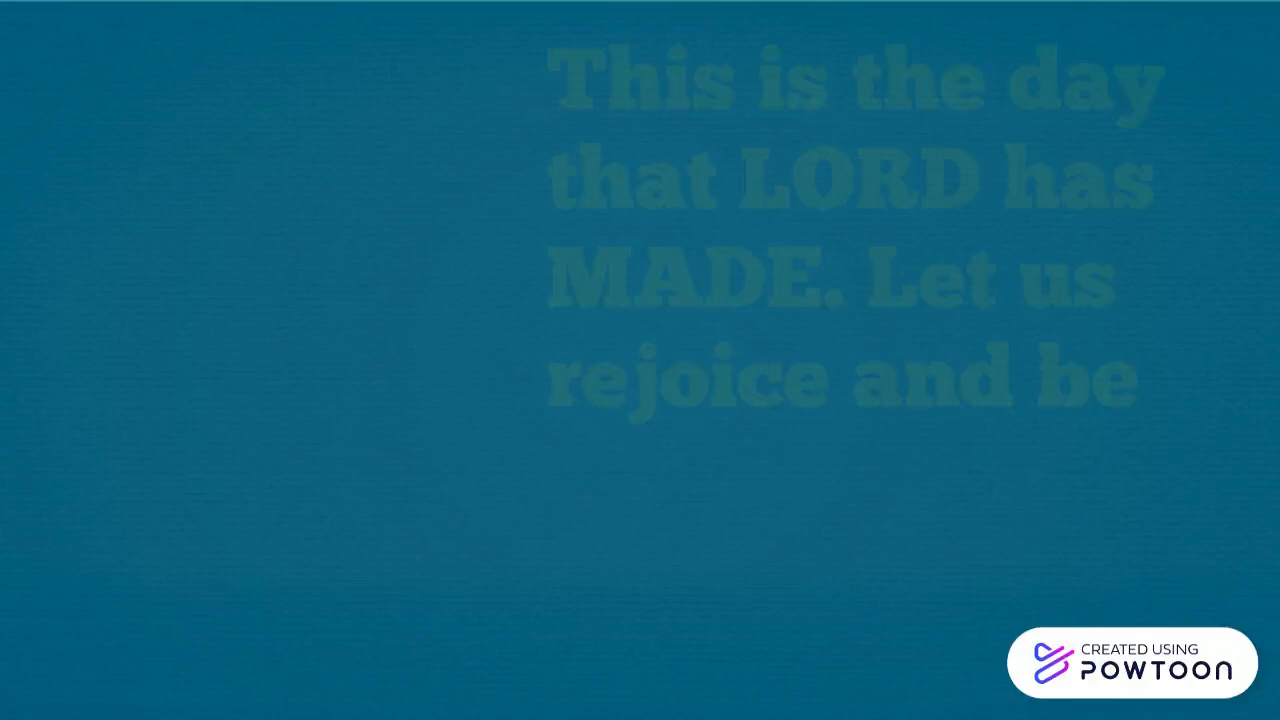 This is the day
that LORD has
MADE. Let us
rejoice and be
CREATED USING
POWTOON